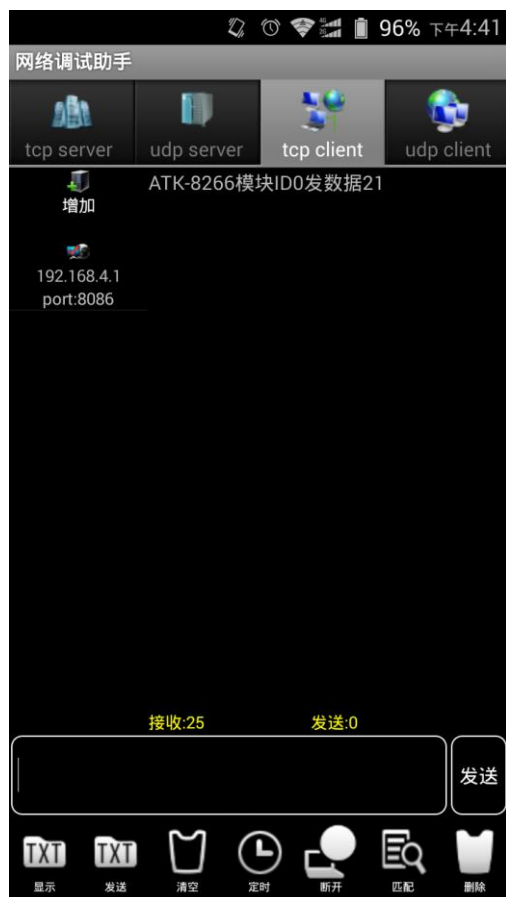 4G
2G
96% 下午4:41
网络调试助手
tcp server
udp server
tcp client
udp client
增加
ATK-8266模块ID0发数据21
192.168.4.1
port:8086
接收:25
发送:0
发送
TXT
TXT
显示
发送
清空
定时
断开
匹配
删除